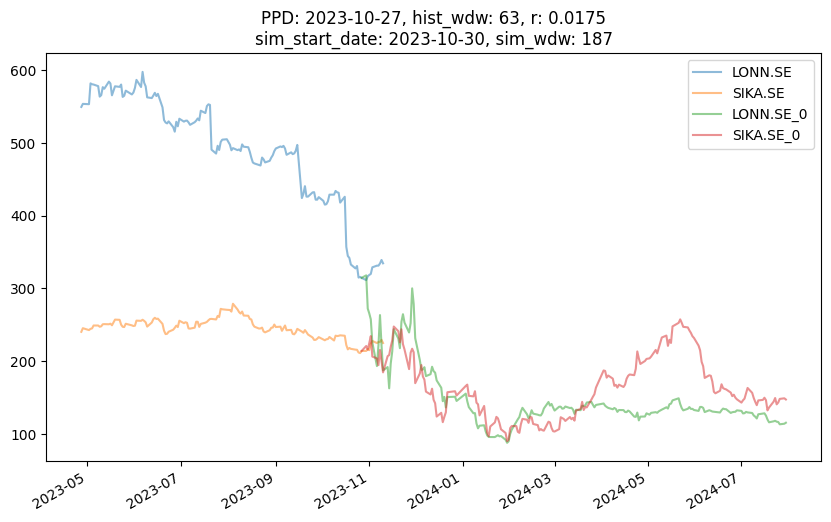 PPD: 2023-10-27, hist_wdw: 63, r: 0.0175
sim_start_date: 2023-10-30, sim_wdw: 187
LONN.SE
SIKA.SE
LONN.SE_0
SIKA.SE_0
600
500
400
300
200
100
2023-05
2023-07
2023-09
2023-11
2024-01
2024-03
2024-05
2024-07